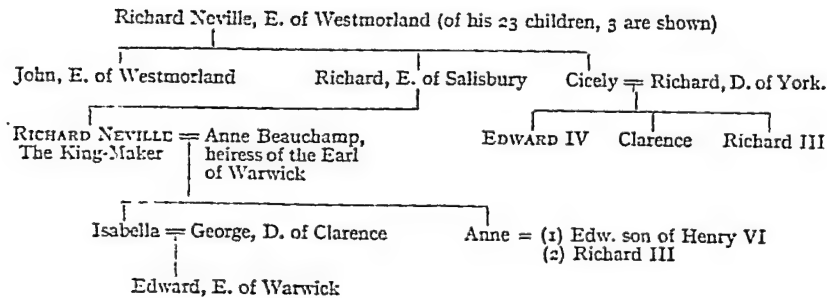 Richard Neville, E. of Westmorland (of his 23 children, 3 are shown)
John, E. of Westmorland Richard, E. of Salisbury Cicely = Richard, D. of York.
RICHARD NEVILLE = Anne Beauchamp, EDWARD IV Clarence Richard III
The King-Maker heiress of the Earl
of Warwick
Isabella = George, D. of Clarence Anne = (1) Edw. son of Henry VI
(2) Richard III
Edward, E. of Warwick